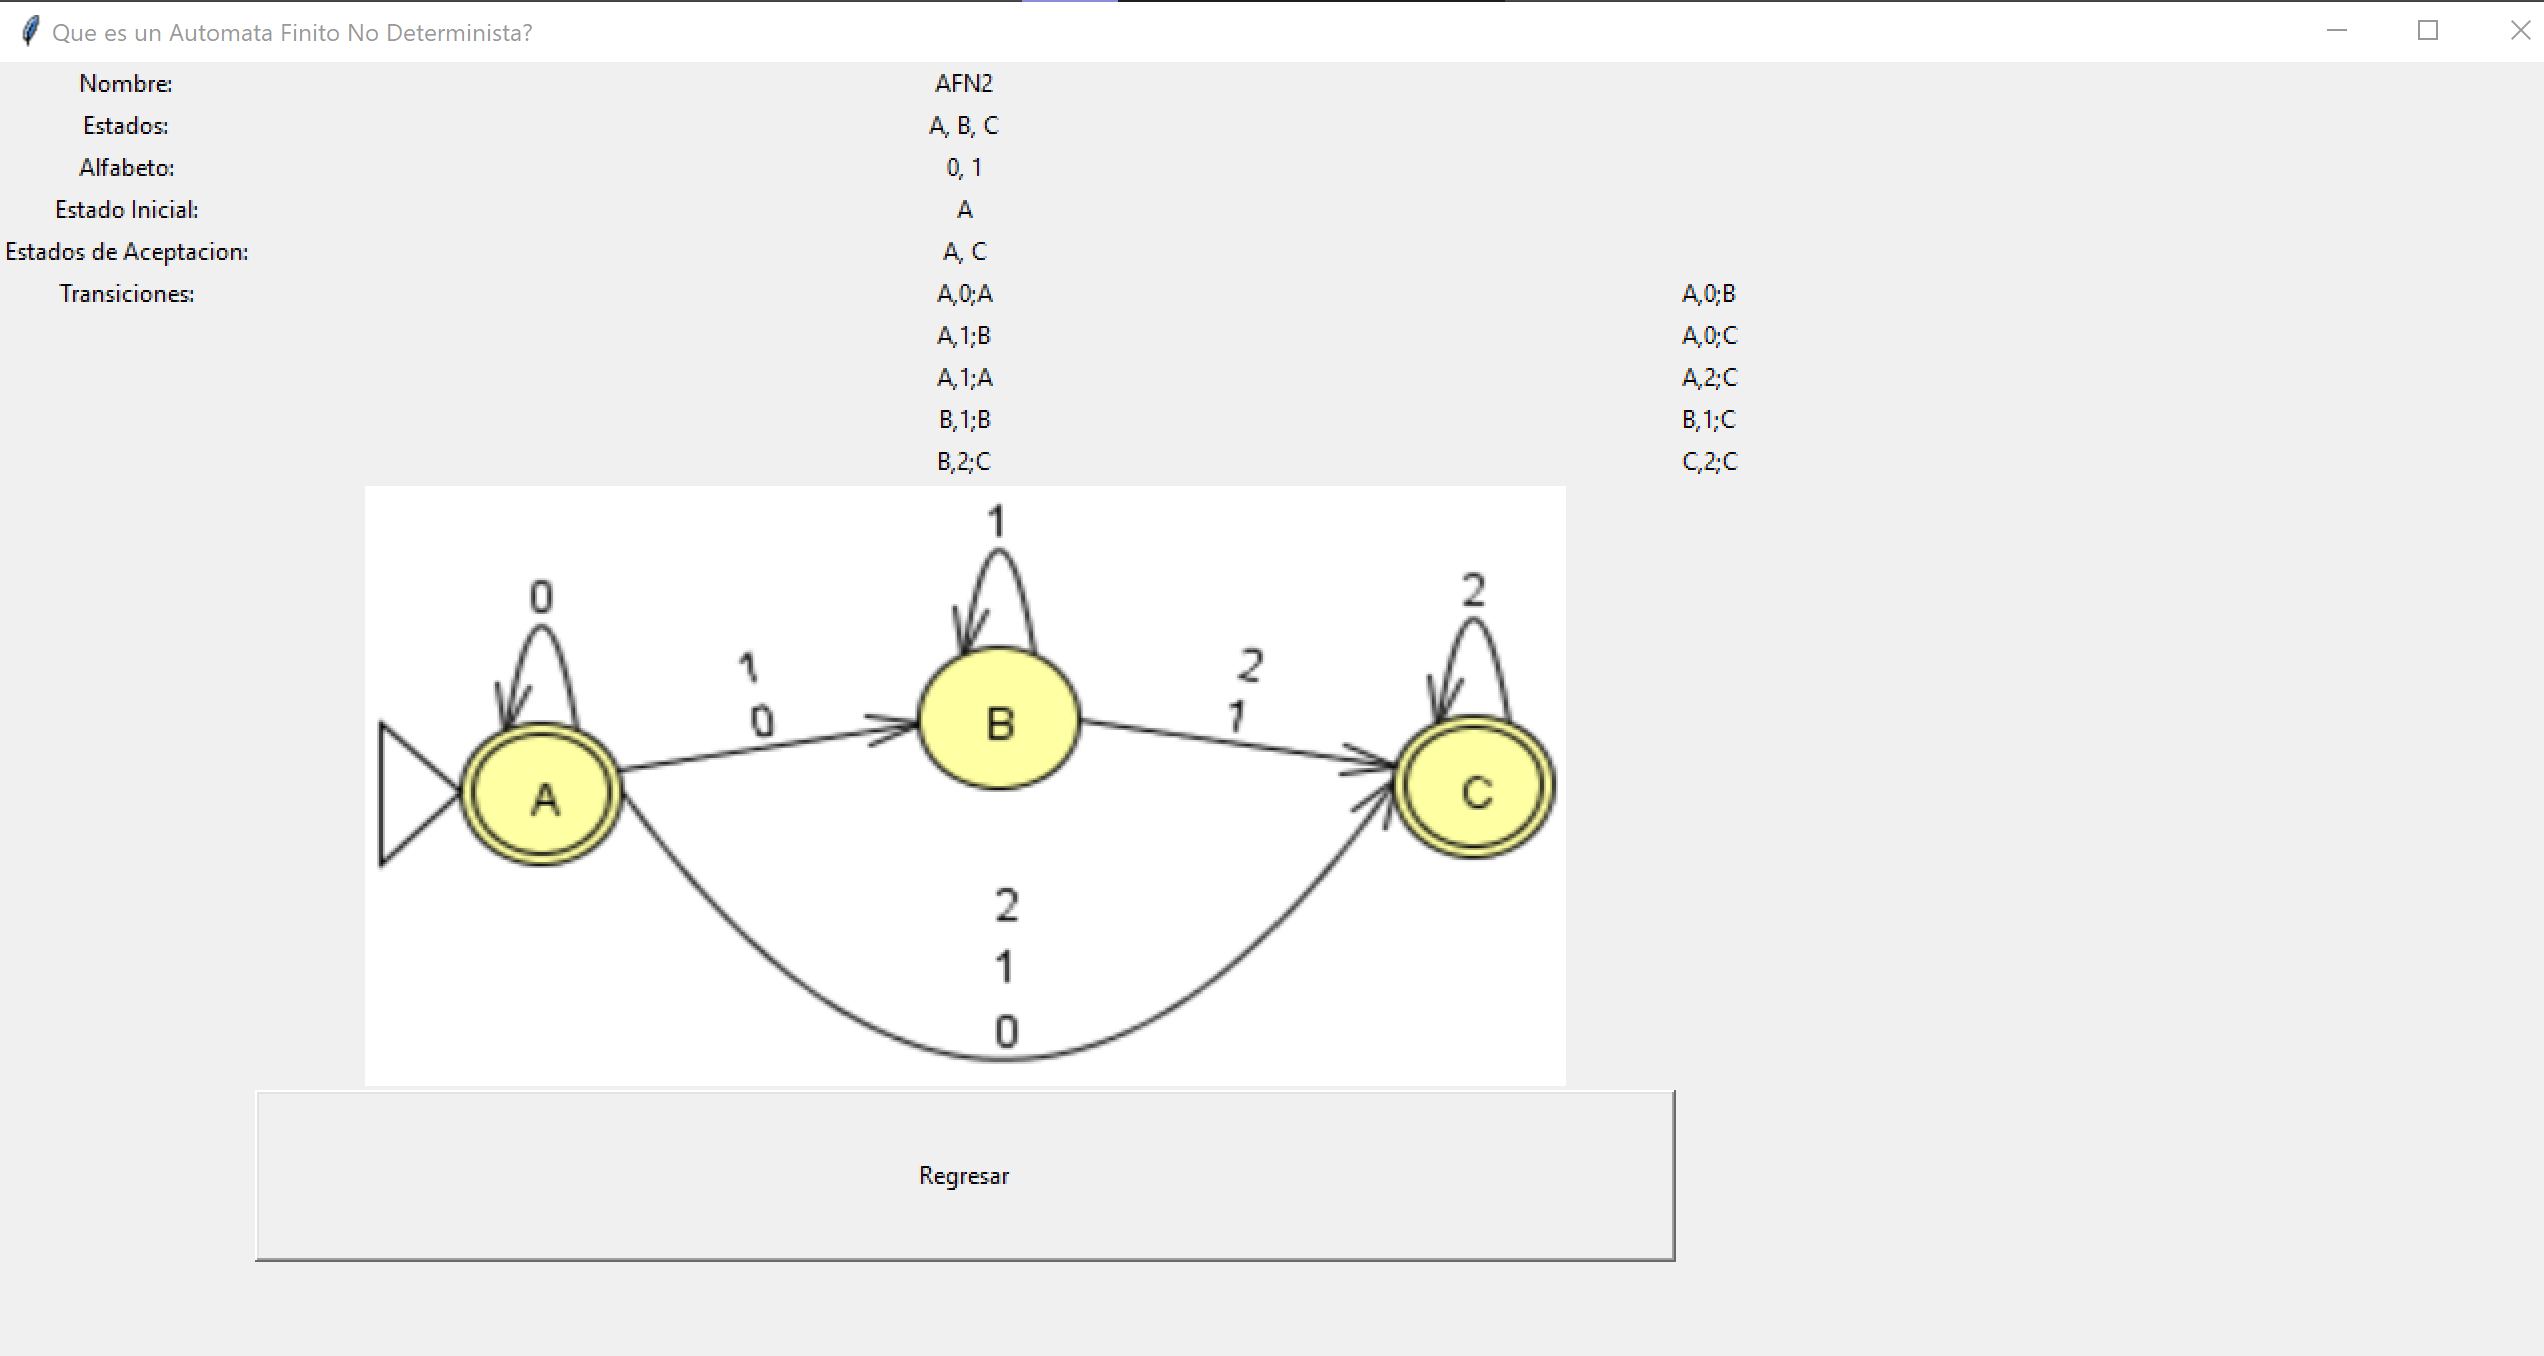 Que es un Automata Finito No Determinista?
Nombre: AFN2
Estados: A, B, C
Alfabeto: 0, 1
Estado Inicial: A
Estados de Aceptacion: A, C
Transiciones: A,0;A A,0;B
A,1;B A,0;C
A,1;A A,2;C
B,1;B B,1;C
B,2;C C,2;C
1
0
2
1
2
1
0
B
A
C
2
1
0
Regresar